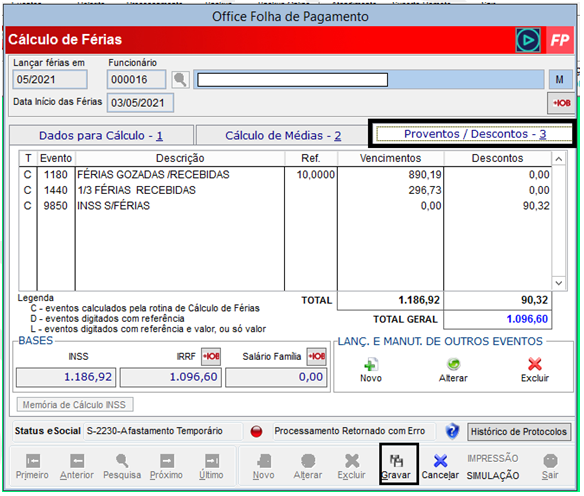 Office Folha de Pagamento
Cálculo de Férias
FP
Lançar férias em Funcionário
05/2021 000016 M
Data Início das Férias 03/05/2021 IOB
Dados para Cálculo - 1 Cálculo de Médias - 2 Proventos / Descontos - 3
T Evento Descrição Ref. Vencimentos Descontos
C 1180 FÉRIAS GOZADAS /RECEBIDAS 10,0000 890,19 0,00
C 1440 1/3 FÉRIAS RECEBIDAS 296,73 0,00
C 9850 INSS S/FÉRIAS 0,00 90,32
Legenda TOTAL 1.186,92 90,32
C - eventos calculados pela rotina de Cálculo de Férias
D - eventos digitados com referência
L - eventos digitados com referência e valor, ou só valor
TOTAL GERAL 1.096,60
BASES LANÇ. E MANUT. DE OUTROS EVENTOS
INSS IRRF IOB Salário Família IOB
1.186,92 1.096,60 0,00
Novo Alterar Excluir
Memória de Cálculo INSS
Status eSocial S-2230-Afastamento Temporário Processamento Retornado com Erro Histórico de Protocolos
IMPRESSÃO
Primeiro Anterior Pesquisa Próximo Último Novo Alterar Excluir Gravar Cancelar SIMULAÇÃO Sair